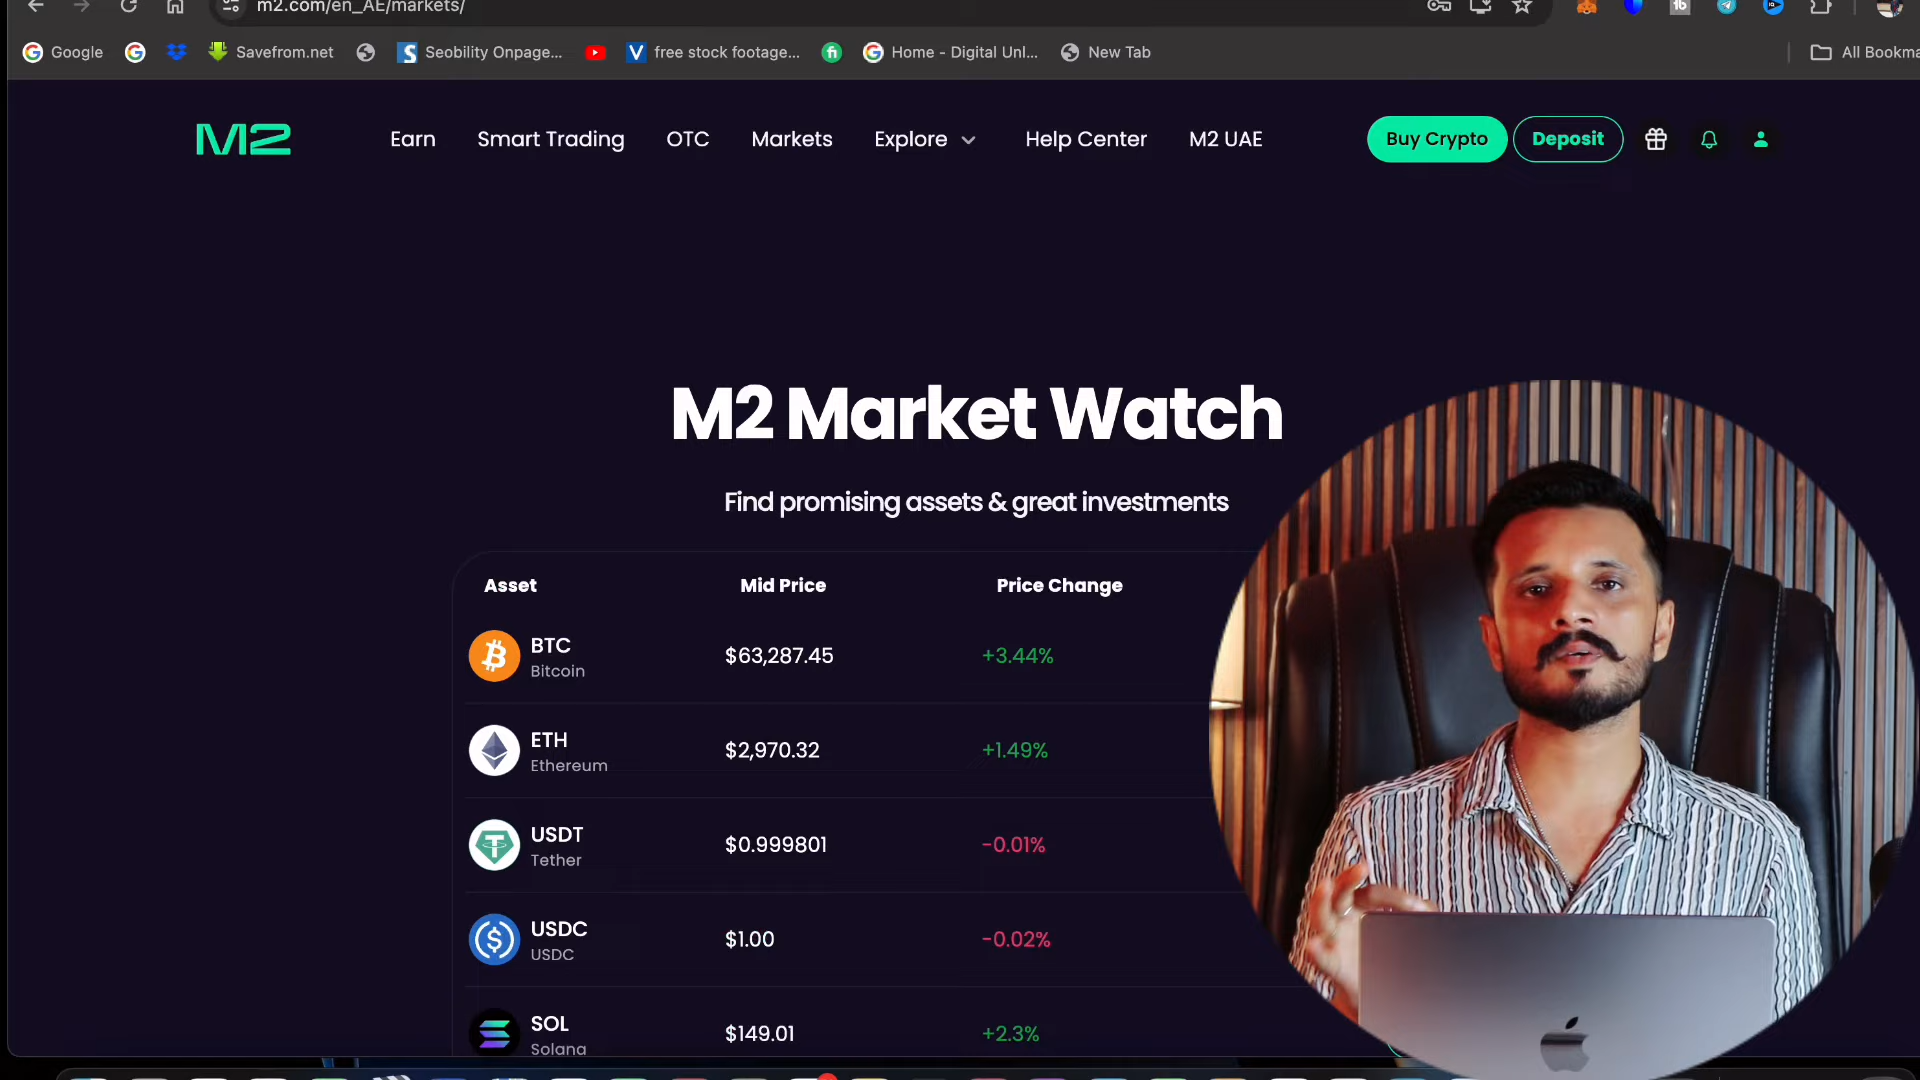 m2.com/en_AE/markets/
Google
Savefrom.net
Seobility Onpage...
free stock footage...
Home - Digital Unl...
New Tab
All Bookma
M2
Earn
Smart Trading
OTC
Markets
Explore
Help Center
M2 UAE
Buy Crypto
Deposit
M2 Market Watch
Find promising assets & great investments
Asset Mid Price Price Change
BTC
Bitcoin
$63,287.45
+3.44%
ETH
Ethereum
$2,970.32
+1.49%
USDT
Tether
$0.999801
-0.01%
USDC
USDC
$1.00
-0.02%
SOL
Solana
$149.01
+2.3%